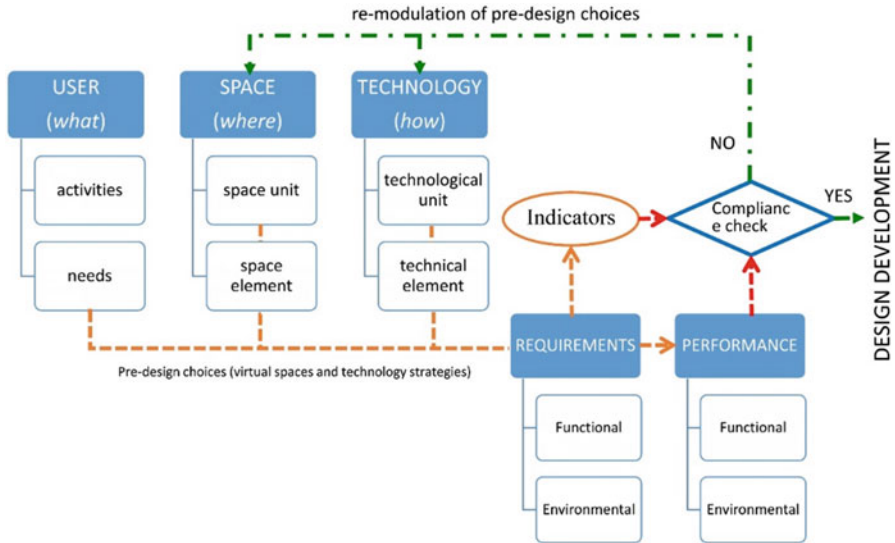 re-modulation of pre-design choices
USER
(what)
SPACE
(where)
TECHNOLOGY
(how)
activities
needs
space unit
space
element
technological
unit
technical
element
Indicators
Complianc
e check
NO
YES
DESIGN DEVELOPMENT
Pre-design choices (virtual spaces and technology strategies)
REQUIREMENTS
PERFORMANCE
Functional
Environmental
Functional
Environmental